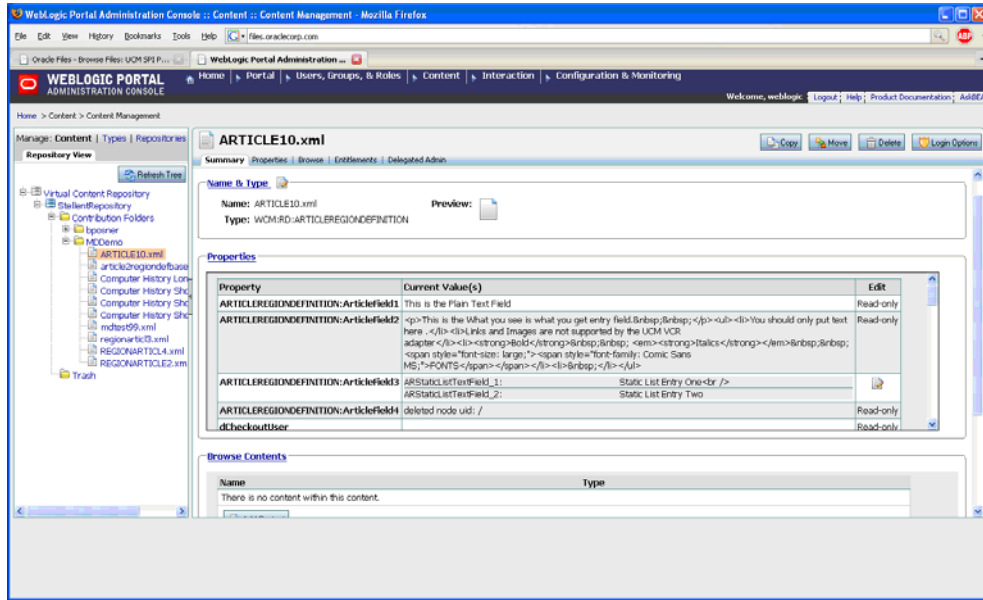 WebLogic Portal Administration Console :: Content :: Content Management - Mozilla Firefox
File Edit View History Bookmarks Tools Help files.oraclecorp.com
ABP
Oracle Files - Browse Files: UCM SPI P... WebLogic Portal Administration ...
WEBLOGIC PORTAL
ADMINISTRATION CONSOLE
Home Portal Users, Groups, & Roles Content Interaction Configuration & Monitoring
Welcome, weblogic Logout Help Product Documentation AskBEA
Home > Content > Content Management
Manage: Content | Types | Repositories
Repository View
Refresh Tree
Virtual Content Repository
StellentRepository
Contribution Folders
bposner
MDDemo
ARTICLE10.xml
article2regiondefbase
Computer History Lon
Computer History Sho
Computer History Sho
Computer History Sho
mdtest99.xml
regionarticl3.xml
REGIONARTICL4.xml
REGIONARTICLE2.xm
Trash
ARTICLE10.xml
Copy Move Delete Login Options
Summary Properties | Browse | Entitlements | Delegated Admin
Name & Type
Name: ARTICLE10.xml Preview:
Type: WCM:RD:ARTICLEREGIONDEFINITION
Properties
Property Current Value(s) Edit
ARTICLEREGIONDEFINITION:ArticleField1 This is the Plain Text Field Read-only
ARTICLEREGIONDEFINITION:ArticleField2 <p>This is the What you see is what you get entry field.&nbsp;&nbsp;</p><ul><li>You should only put text Read-only
here .</li><li>Links and Images are not supported by the UCM VCR
adapter</li><li><strong>Bold</strong>&nbsp;&nbsp; <em><strong>Italics</strong></em>&nbsp;&nbsp;
<span style="font-size: large;"><span style="font-family: Comic Sans
MS;">FONTS</span></span></li><li>&nbsp;</li></ul>
ARTICLEREGIONDEFINITION:ArticleField3 ARStaticListTextField_1: Static List Entry One<br />
ARStaticListTextField_2: Static List Entry Two
ARTICLEREGIONDEFINITION:ArticleField4 deleted node uid: / Read-only
dCheckoutUser Read-only
Browse Contents
Name Type
There is no content within this content.